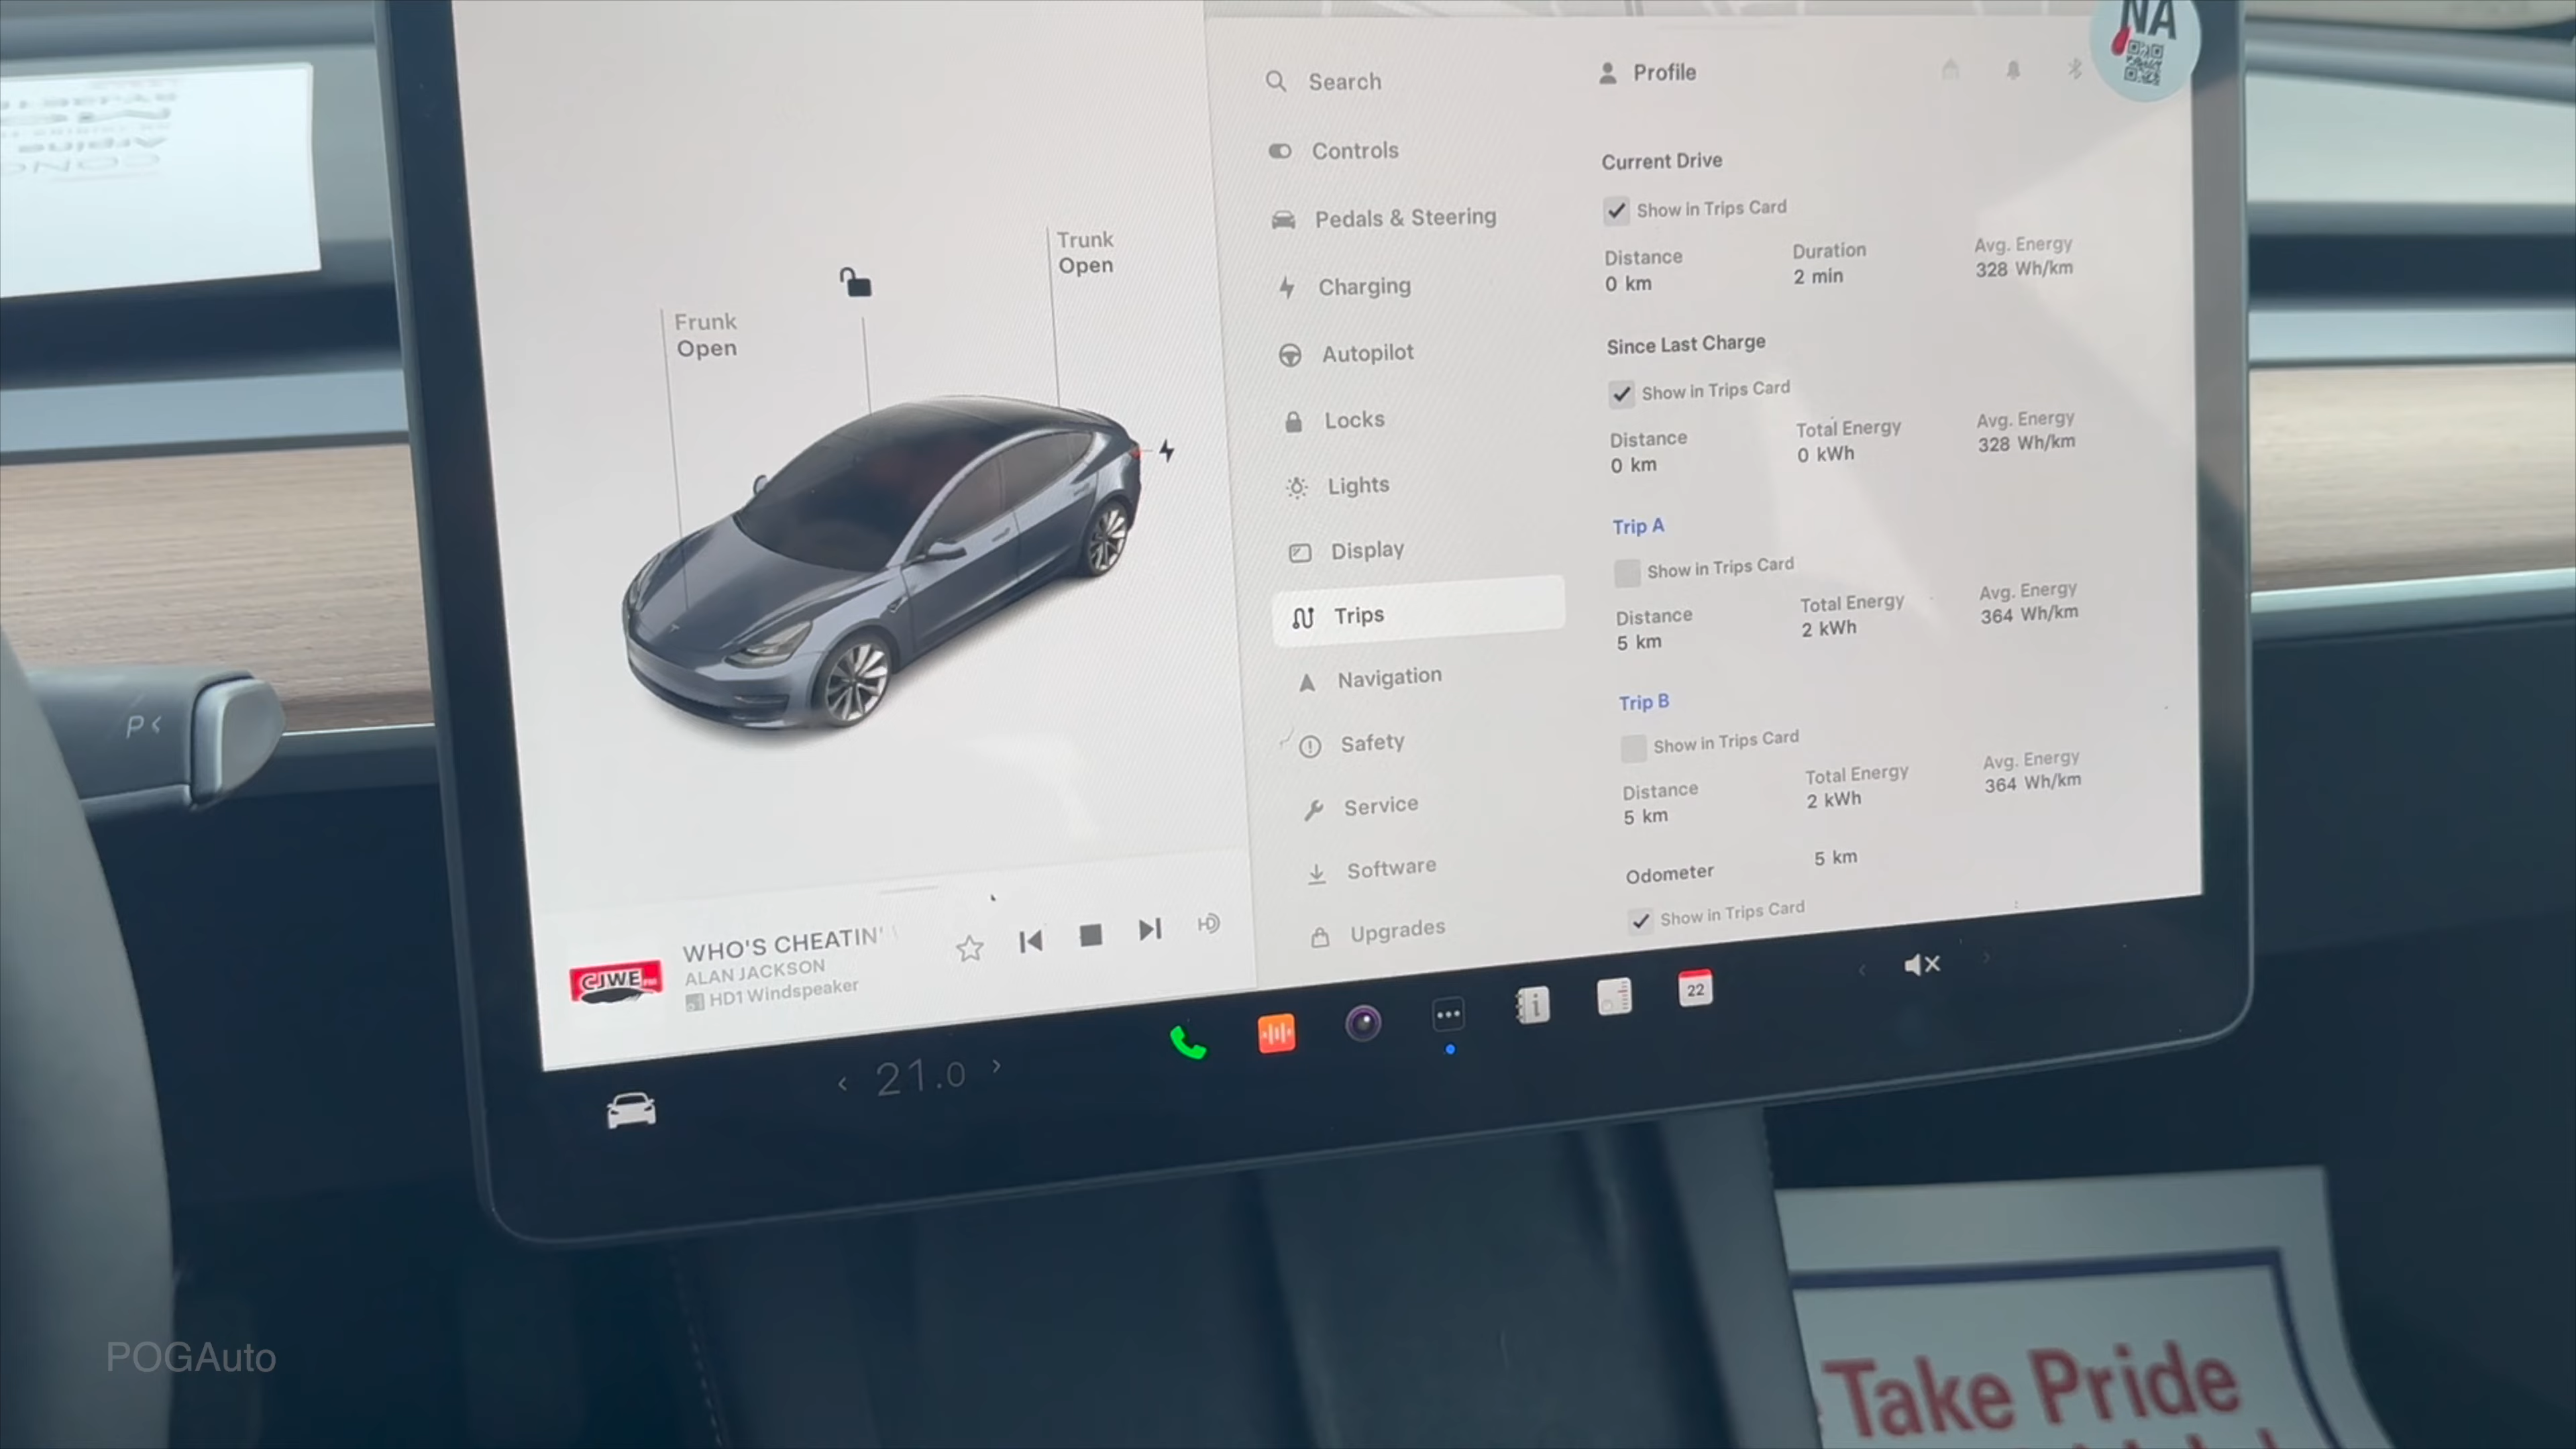 NA
Search
Controls
Pedals & Steering
Charging
Autopilot
Locks
Lights
Display
Trips
Navigation
Safety
Service
Software
Upgrades
Profile
Current Drive
Show in Trips Card
Distance Duration Avg. Energy
0 km 2 min 328 Wh/km
Since Last Charge
Show in Trips Card
Distance Total Energy Avg. Energy
0 km 0 kWh 328 Wh/km
Trip A
Show in Trips Card
Distance Total Energy Avg. Energy
5 km 2 kWh 364 Wh/km
Trip B
Show in Trips Card
Distance Total Energy Avg. Energy
5 km 2 kWh 364 Wh/km
Odometer 5 km
Show in Trips Card
Trunk
Open
Frunk
Open
P
WHO'S CHEATIN'
ALAN JACKSON
HD1 Windspeaker
CJWE FM
HD
21.0
22
POGAuto
Take Pride